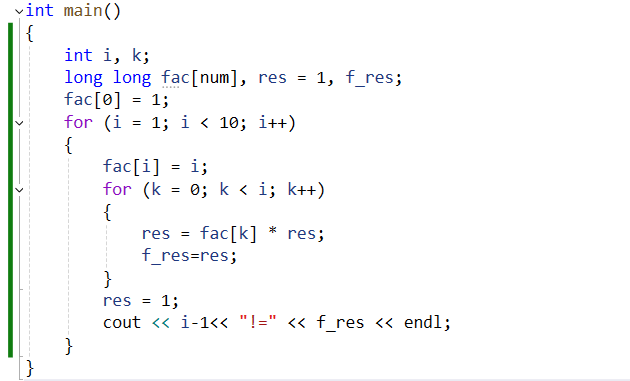 int main()
{
    int i, k;
    long long fac[num], res = 1, f_res;
    fac[0] = 1;
    for (i = 1; i < 10; i++)
    {
        fac[i] = i;
        for (k = 0; k < i; k++)
        {
            res = fac[k] * res;
            f_res=res;
        }
        res = 1;
        cout << i-1<< "!=" << f_res << endl;
    }
}